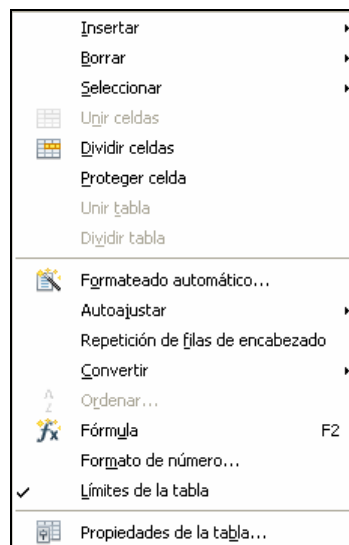 Insertar
Borrar
Seleccionar
Unir celdas
Dividir celdas
Proteger celda
Unir tabla
Dividir tabla
Formateado automático...
Autoajustar
Repetición de filas de encabezado
Convertir
Ordenar...
Fórmula F2
Formato de número...
Límites de la tabla
Propiedades de la tabla...